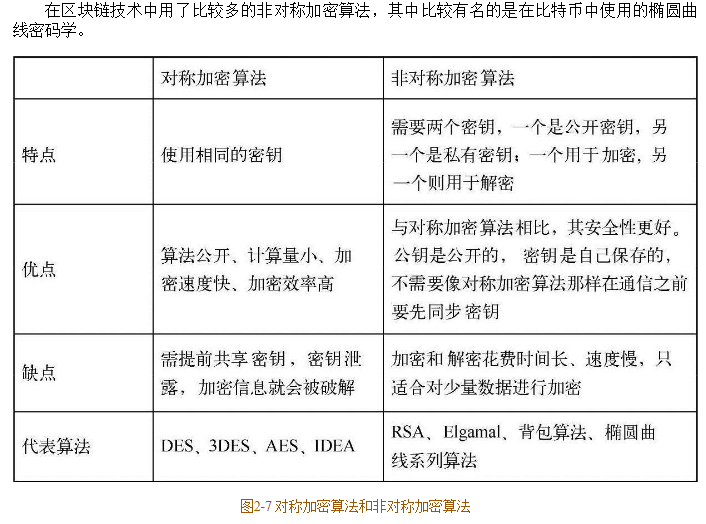 在区块链技术中用了比较多的非对称加密算法，其中比较有名的是在比特币中使用的椭圆曲
线密码学。
对称加密算法
非对称加密算法
特点
使用相同的密钥
需要两个密钥，一个是公开密钥，另
一个是私有密钥；一个用于加密，另
一个则用于解密
优点
算法公开、计算量小、加
密速度快、加密效率高
与对称加密算法相比，其安全性更好。
公钥是公开的，密钥是自己保存的，
不需要像对称加密算法那样在通信之前
要先同步密钥
缺点
需提前共享密钥，密钥泄
露，加密信息就会被破解
加密和解密花费时间长、速度慢，只
适合对少量数据进行加密
代表算法
DES、3DES、AES、IDEA
RSA、Elgamal、背包算法、椭圆曲
线系列算法
图2-7 对称加密算法和非对称加密算法